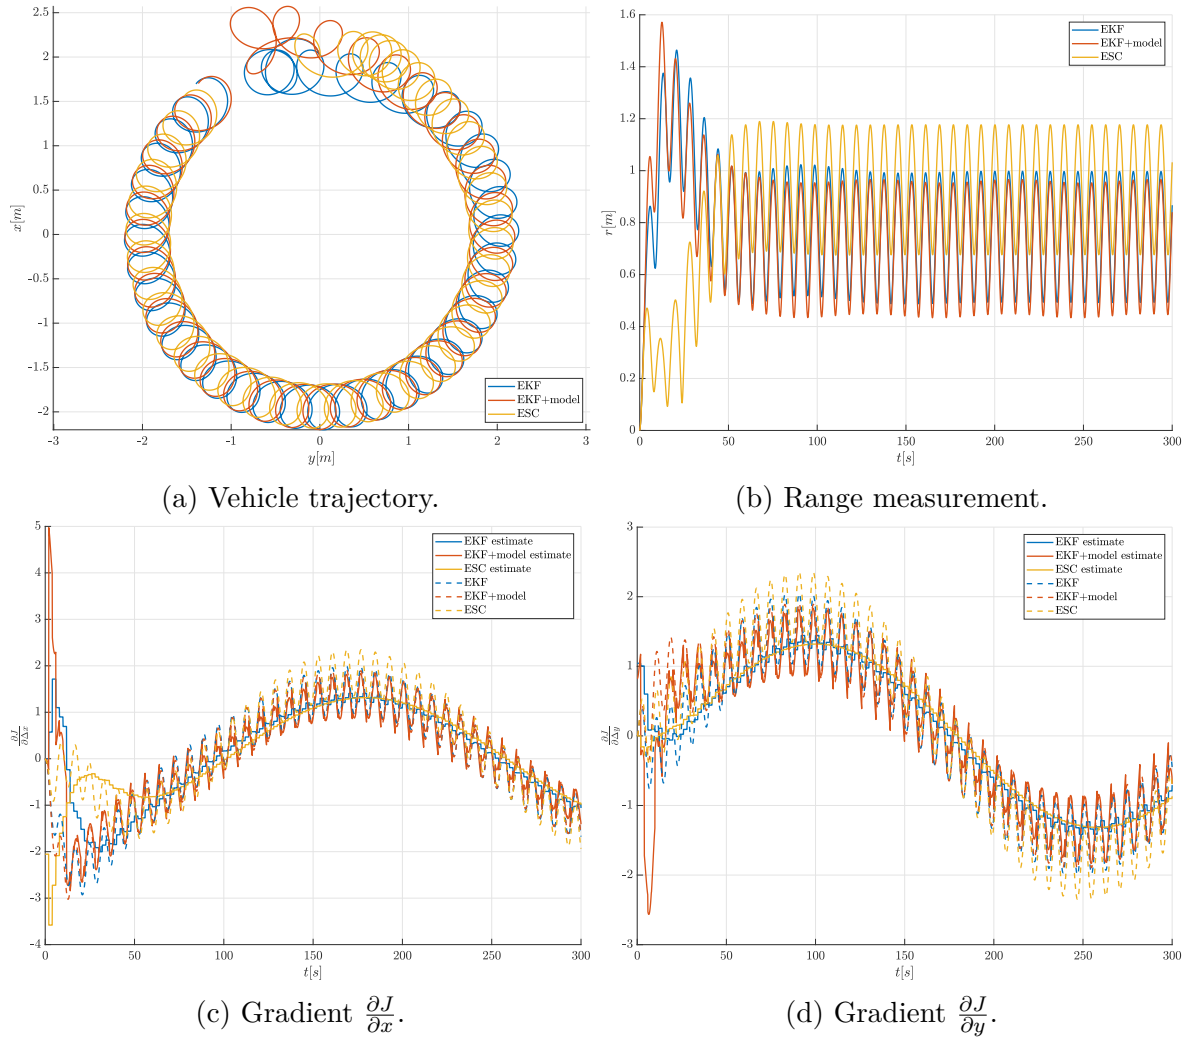 2.5
2
1.5
1
0.5
0
-0.5
-1
-1.5
-2
x[m]
-3 -2 -1 0 1 2 3
y[m]
EKF
EKF+model
ESC
(a) Vehicle trajectory.
1.6
1.4
1.2
1
0.8
0.6
0.4
0.2
0
r[m]
0 50 100 150 200 250 300
t[s]
EKF
EKF+model
ESC
(b) Range measurement.
5
4
3
2
1
0
-1
-2
-3
-4
∂J/∂Δx
0 50 100 150 200 250 300
t[s]
EKF estimate
EKF+model estimate
ESC estimate
EKF
EKF+model
ESC
(c) Gradient ∂J/∂x.
3
2
1
0
-1
-2
-3
∂J/∂Δy
0 50 100 150 200 250 300
t[s]
EKF estimate
EKF+model estimate
ESC estimate
EKF
EKF+model
ESC
(d) Gradient ∂J/∂y.